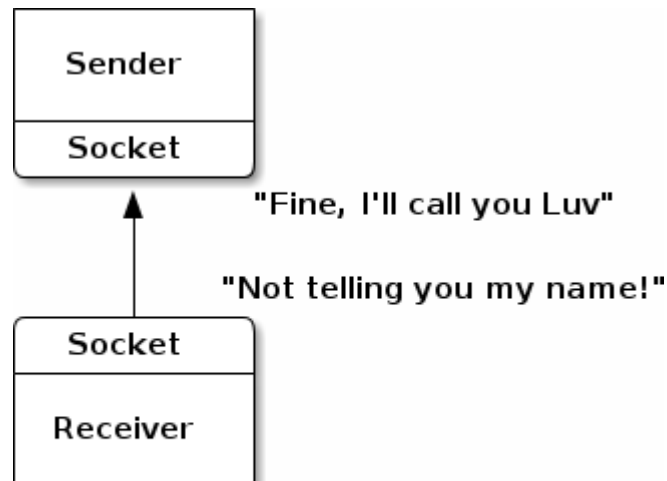 Sender
Socket
"Fine, I'll call you Luv"
"Not telling you my name!"
Socket
Receiver